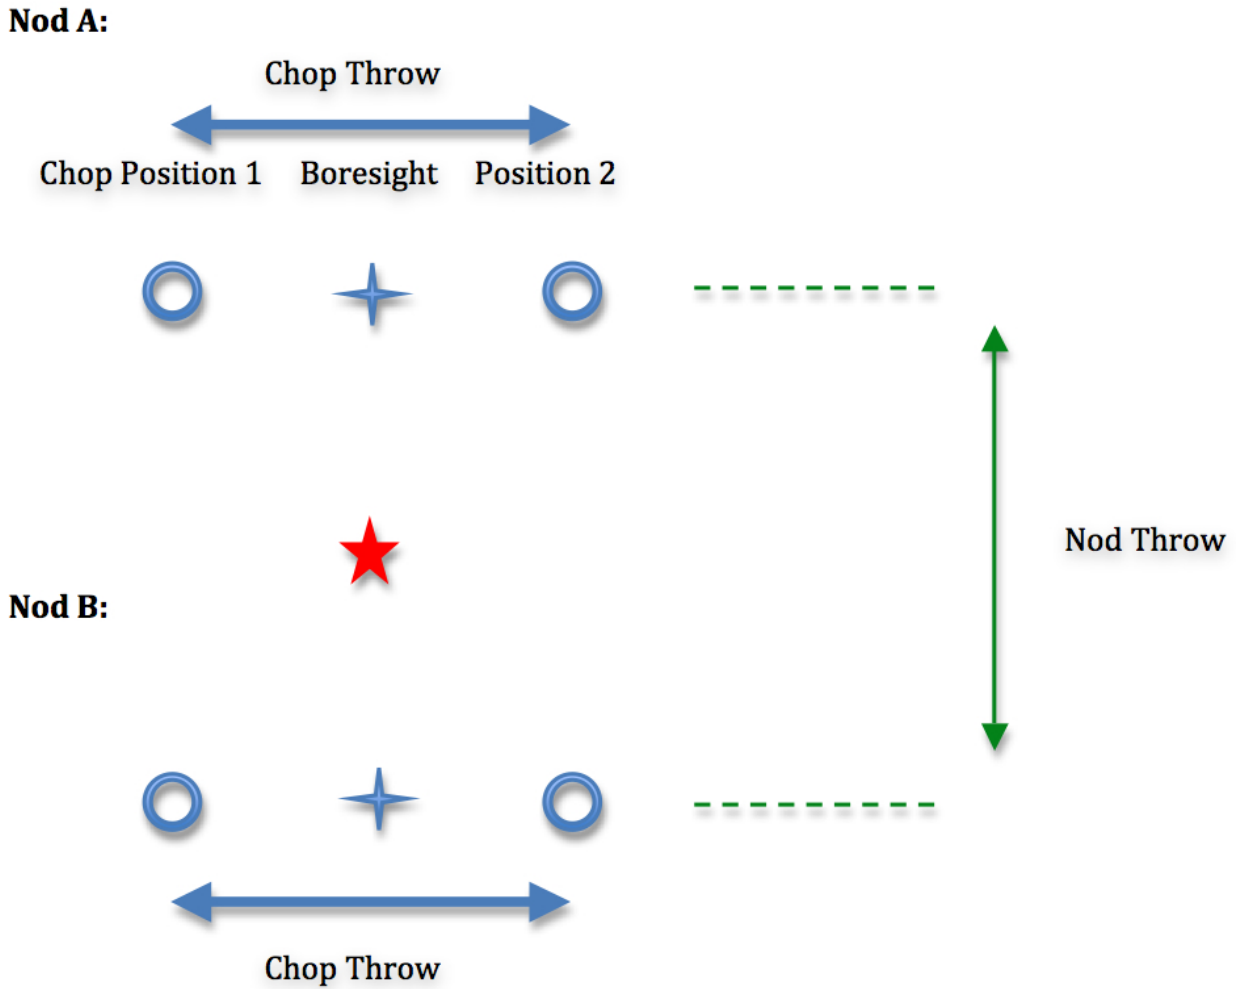 Nod A:
Chop Throw
Chop Position 1 Boresight Position 2
Nod Throw
Nod B:
Chop Throw